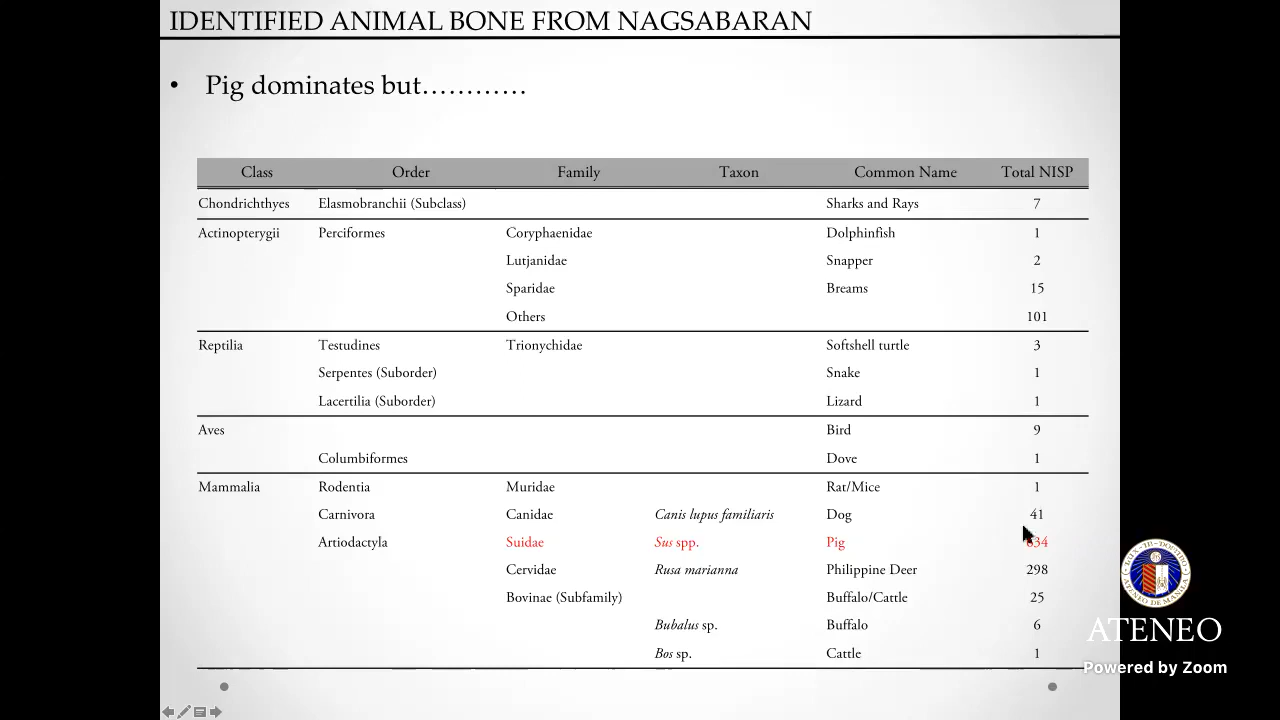 IDENTIFIED ANIMAL BONE FROM NAGSABARAN
• Pig dominates but…………
Class Order Family Taxon Common Name Total NISP
Chondrichthyes Elasmobranchii (Subclass) Sharks and Rays 7
Actinopterygii Perciformes Coryphaenidae Dolphinfish 1
Lutjanidae Snapper 2
Sparidae Breams 15
Others 101
Reptilia Testudines Trionychidae Softshell turtle 3
Serpentes (Suborder) Snake 1
Lacertilia (Suborder) Lizard 1
Aves Bird 9
Columbiformes Dove 1
Mammalia Rodentia Muridae Rat/Mice 1
Carnivora Canidae Canis lupus familiaris Dog 41
Artiodactyla Suidae Sus spp. Pig 634
Cervidae Rusa marianna Philippine Deer 298
Bovinae (Subfamily) Buffalo/Cattle 25
Bubalus sp. Buffalo 6
Bos sp. Cattle 1
ATENEO
Powered by Zoom